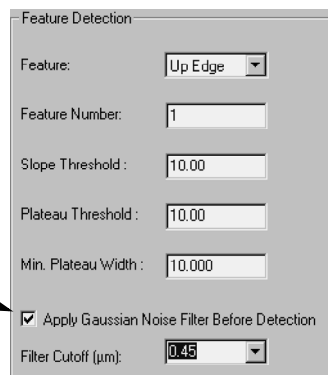 Feature Detection
Feature: Up Edge
Feature Number: 1
Slope Threshold : 10.00
Plateau Threshold : 10.00
Min. Plateau Width : 10.000
Apply Gaussian Noise Filter Before Detection
Filter Cutoff (µm): 0.45